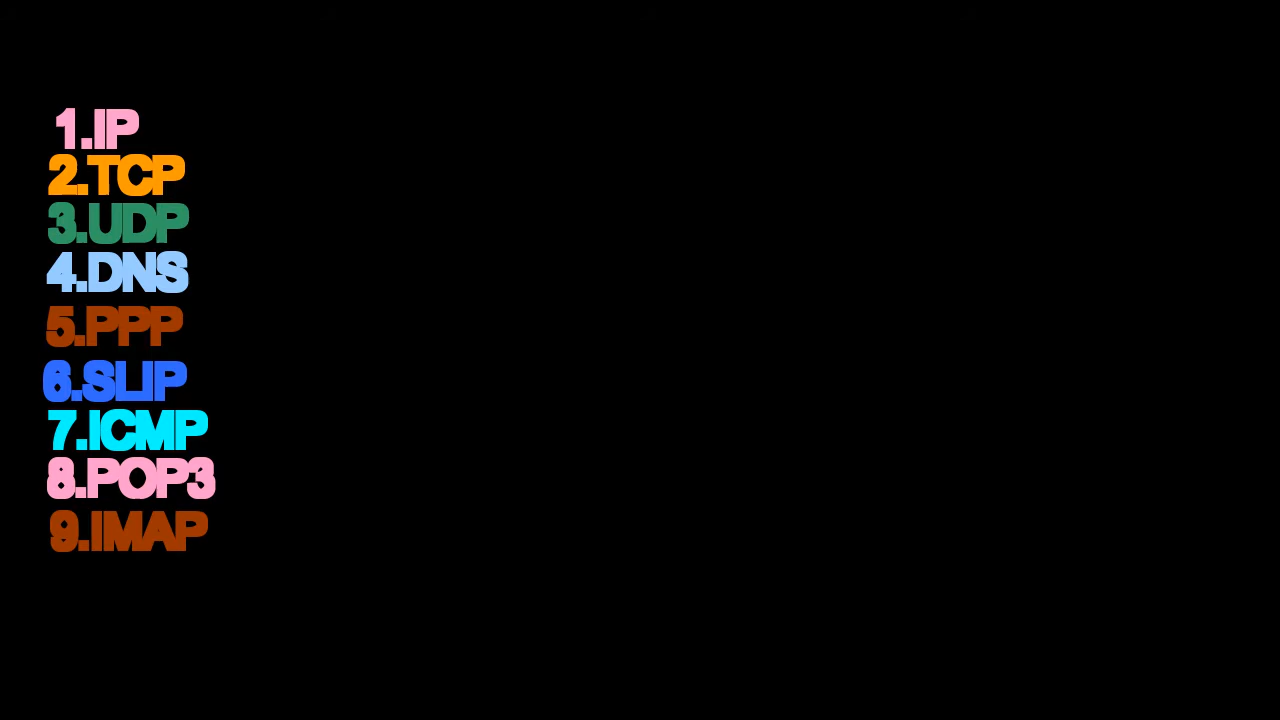 1.IP
2.TCP
3.UDP
4.DNS
5.PPP
6.SLIP
7.ICMP
8.POP3
9.IMAP